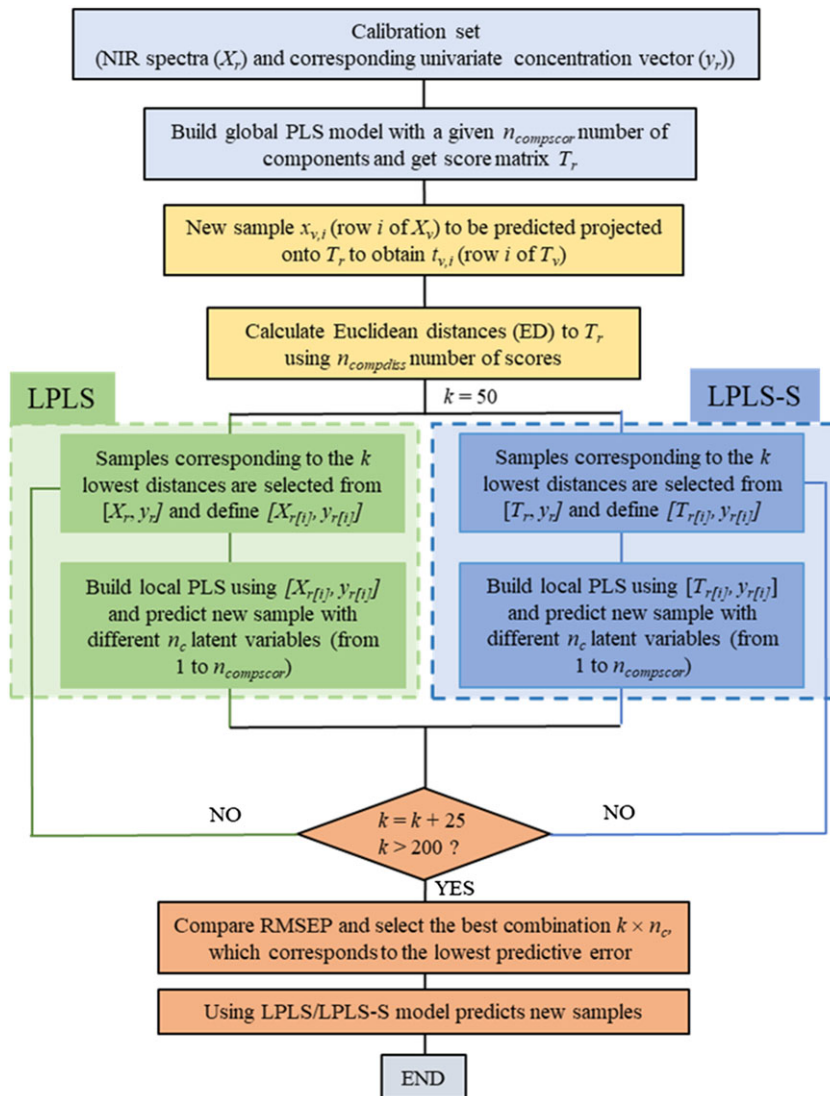 Calibration set
(NIR spectra (Xr) and corresponding univariate concentration vector (yr))
Build global PLS model with a given ncompscor number of
components and get score matrix Tr
New sample xv,i (row i of Xv) to be predicted projected
onto Tr to obtain tv,i (row i of Tv)
Calculate Euclidean distances (ED) to Tr
using ncompdiss number of scores
k = 50
LPLS
Samples corresponding to the k
lowest distances are selected from
[Xr, yr] and define [Xr[i], yr[i]]
Build local PLS using [Xr[i], yr[i]]
and predict new sample with
different nc latent variables (from
1 to ncompscor)
LPLS-S
Samples corresponding to the k
lowest distances are selected from
[Tr, yr] and define [Tr[i], yr[i]]
Build local PLS using [Tr[i], yr[i]]
and predict new sample with
different nc latent variables (from
1 to ncompscor)
NO
k = k + 25
k > 200 ?
NO
YES
Compare RMSEP and select the best combination k × nc,
which corresponds to the lowest predictive error
Using LPLS/LPLS-S model predicts new samples
END